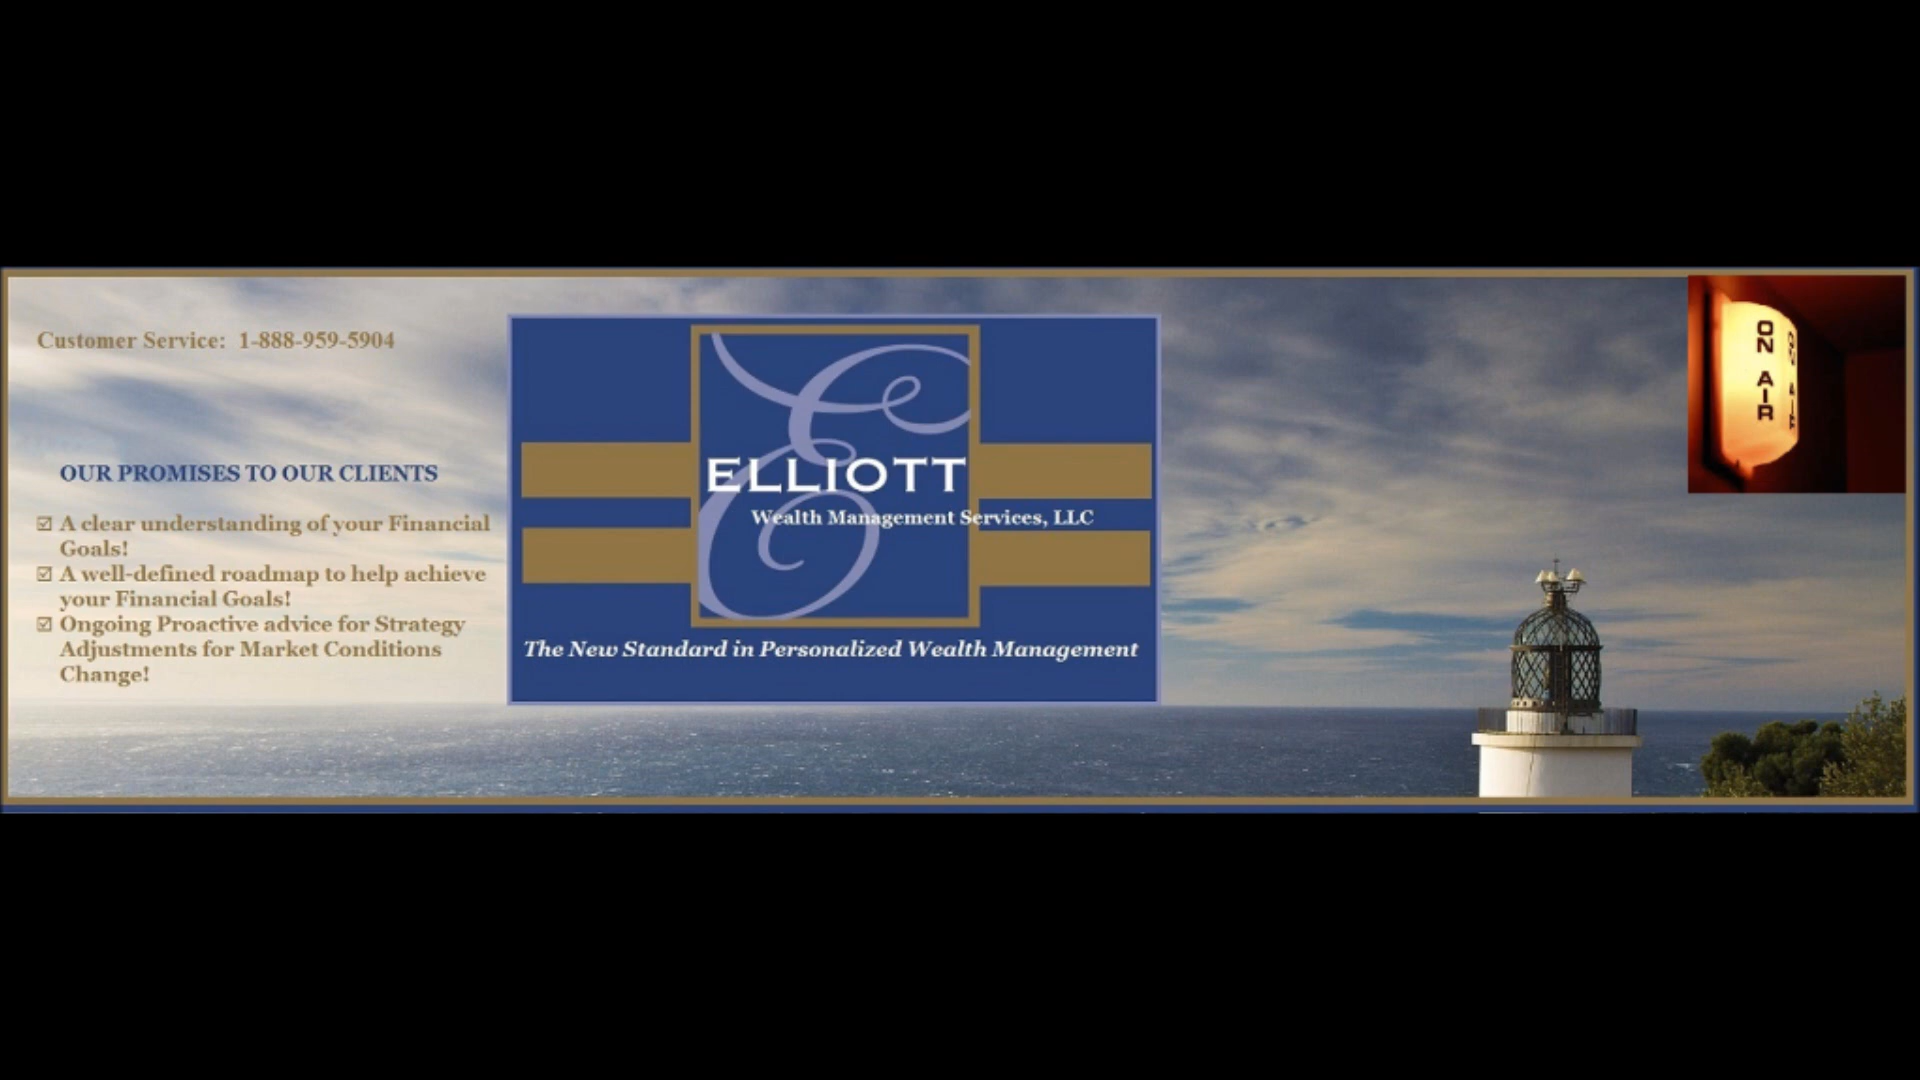 Customer Service: 1-888-959-5904
OUR PROMISES TO OUR CLIENTS
☑ A clear understanding of your Financial
Goals!
☑ A well-defined roadmap to help achieve
your Financial Goals!
☑ Ongoing Proactive advice for Strategy
Adjustments for Market Conditions
Change!
E
ELLIOTT
Wealth Management Services, LLC
The New Standard in Personalized Wealth Management
ON AIR
ON AIR